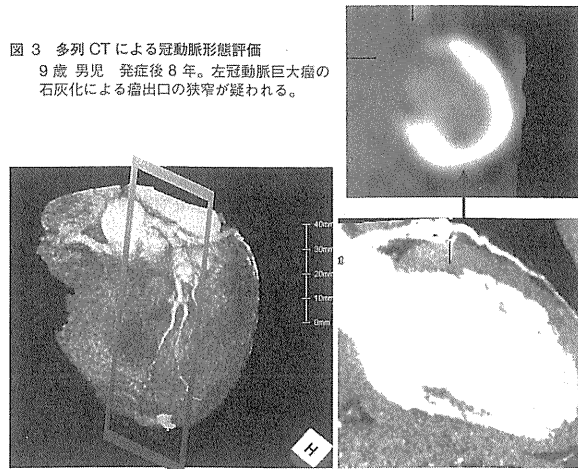 図 3 多列 CT による冠動脈形態評価
9 歳 男児 発症後 8 年。左冠動脈巨大瘤の
石灰化による瘤出口の狭窄が疑われる。
40mm
30mm
20mm
10mm
0mm
H